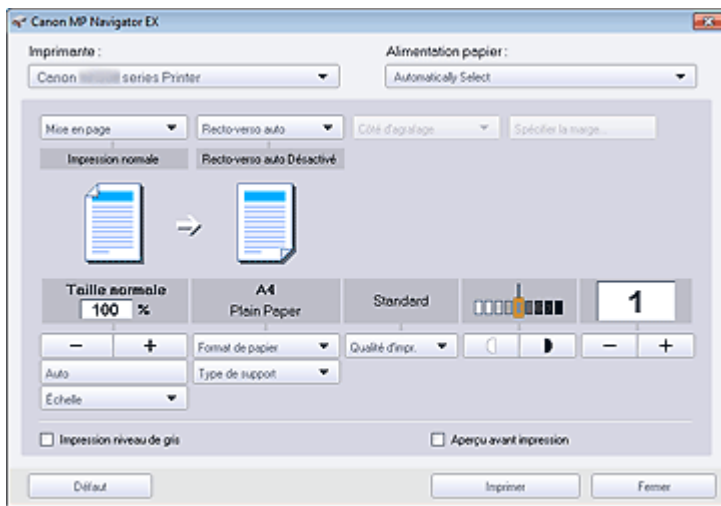 Canon MP Navigator EX
Imprimante :
Alimentation papier :
Canon series Printer
Automatically Select
Mise en page
Recto-verso auto
Côté d'agrafage
Spécifier la marge...
Impression normale
Recto-verso auto Désactivé
Taille normale
100 %
A4
Plain Paper
Standard
1
− +
Format de papier
Qualité d'impr.
− +
Auto
Type de support
Échelle
Impression niveau de gris
Aperçu avant impression
Défaut
Imprimer
Fermer